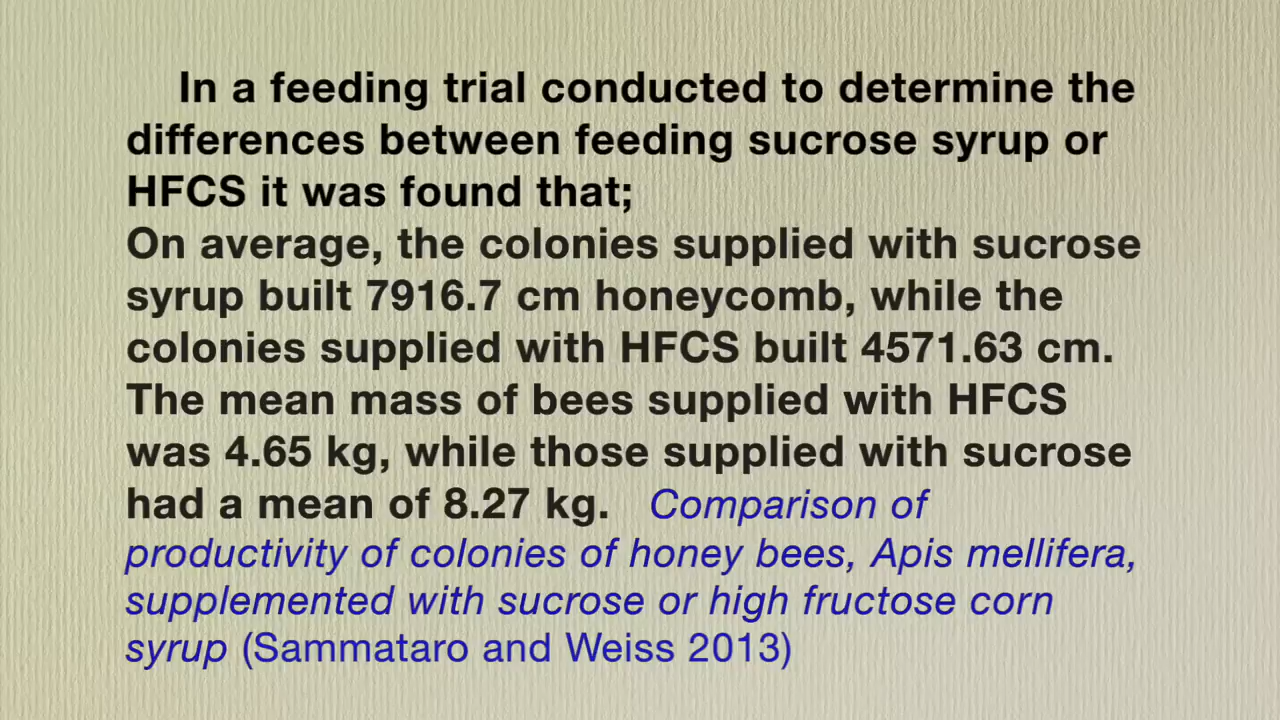 In a feeding trial conducted to determine the
differences between feeding sucrose syrup or
HFCS it was found that;
On average, the colonies supplied with sucrose
syrup built 7916.7 cm honeycomb, while the
colonies supplied with HFCS built 4571.63 cm.
The mean mass of bees supplied with HFCS
was 4.65 kg, while those supplied with sucrose
had a mean of 8.27 kg. Comparison of
productivity of colonies of honey bees, Apis mellifera,
supplemented with sucrose or high fructose corn
syrup (Sammataro and Weiss 2013)